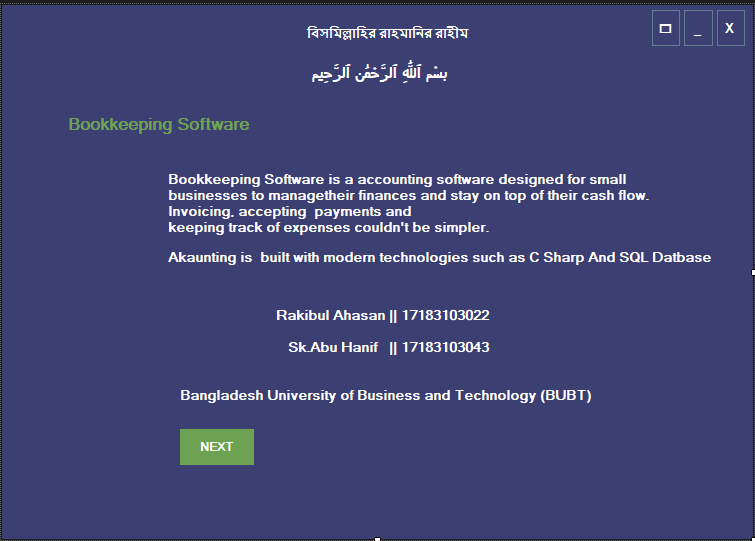 বিসমিল্লাহির রাহমানির রাহীম
بِسْمِ ٱللَّٰهِ ٱلرَّحْمَٰنِ ٱلرَّحِيمِ
Bookkeeping Software
Bookkeeping Software is a accounting software designed for small
businesses to managetheir finances and stay on top of their cash flow.
Invoicing, accepting  payments and
keeping track of expenses couldn't be simpler.
Akaunting is  built with modern technologies such as C Sharp And SQL Datbase
Rakibul Ahasan || 17183103022
Sk.Abu Hanif   || 17183103043
Bangladesh University of Business and Technology (BUBT)
NEXT